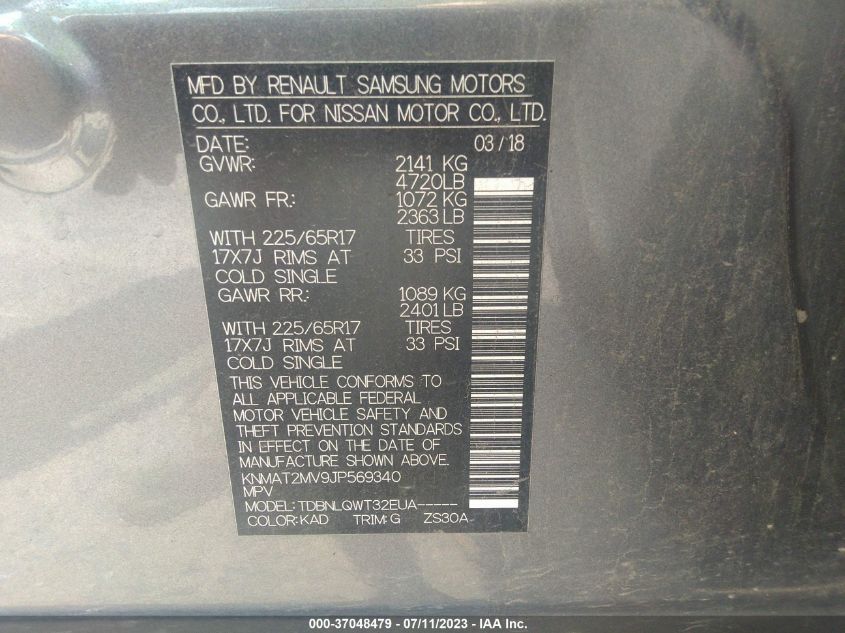 MFD BY RENAULT SAMSUNG MOTORS
CO., LTD. FOR NISSAN MOTOR CO., LTD.
DATE: 03/18
GVWR: 2141 KG
4720LB
GAWR FR: 1072 KG
2363 LB
WITH 225/65R17 TIRES
17X7J RIMS AT 33 PSI
COLD SINGLE
GAWR RR: 1089 KG
2401 LB
WITH 225/65R17 TIRES
17X7J RIMS AT 33 PSI
COLD SINGLE
THIS VEHICLE CONFORMS TO
ALL APPLICABLE FEDERAL
MOTOR VEHICLE SAFETY AND
THEFT PREVENTION STANDARDS
IN EFFECT ON THE DATE OF
MANUFACTURE SHOWN ABOVE.
KNMAT2MV9JP569340
MPV
MODEL: TDBNLQWT32EUA-----
COLOR: KAD TRIM: G ZS30A
000-37048479 - 07/11/2023 - IAA Inc.